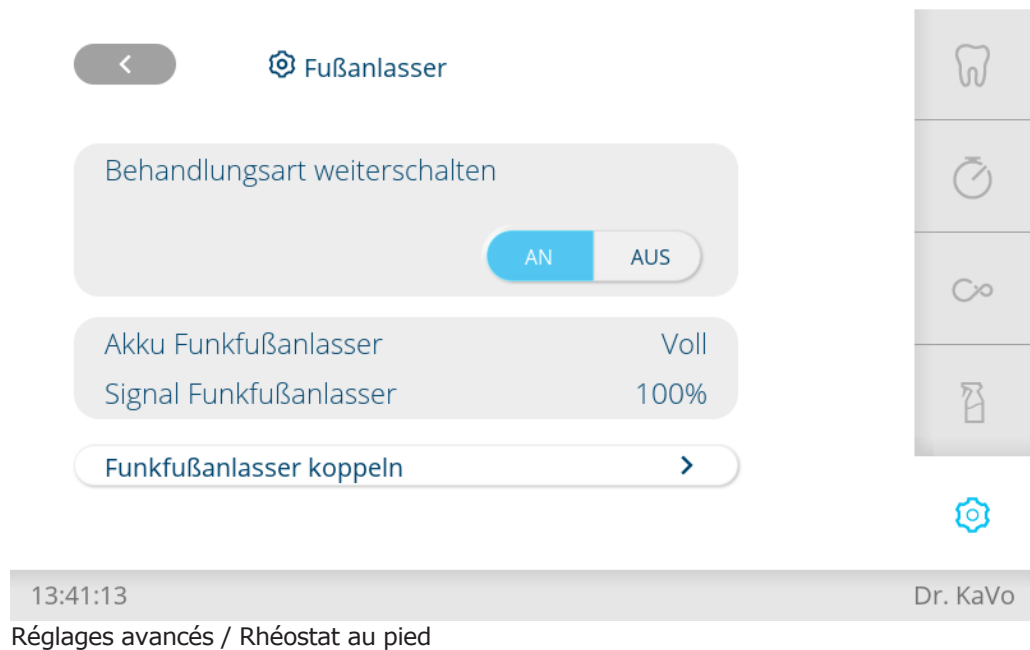 Fußanlasser
Behandlungsart weiterschalten
AN AUS
Akku Funkfußanlasser Voll
Signal Funkfußanlasser 100%
Funkfußanlasser koppeln
13:41:13 Dr. KaVo
Réglages avancés / Rhéostat au pied